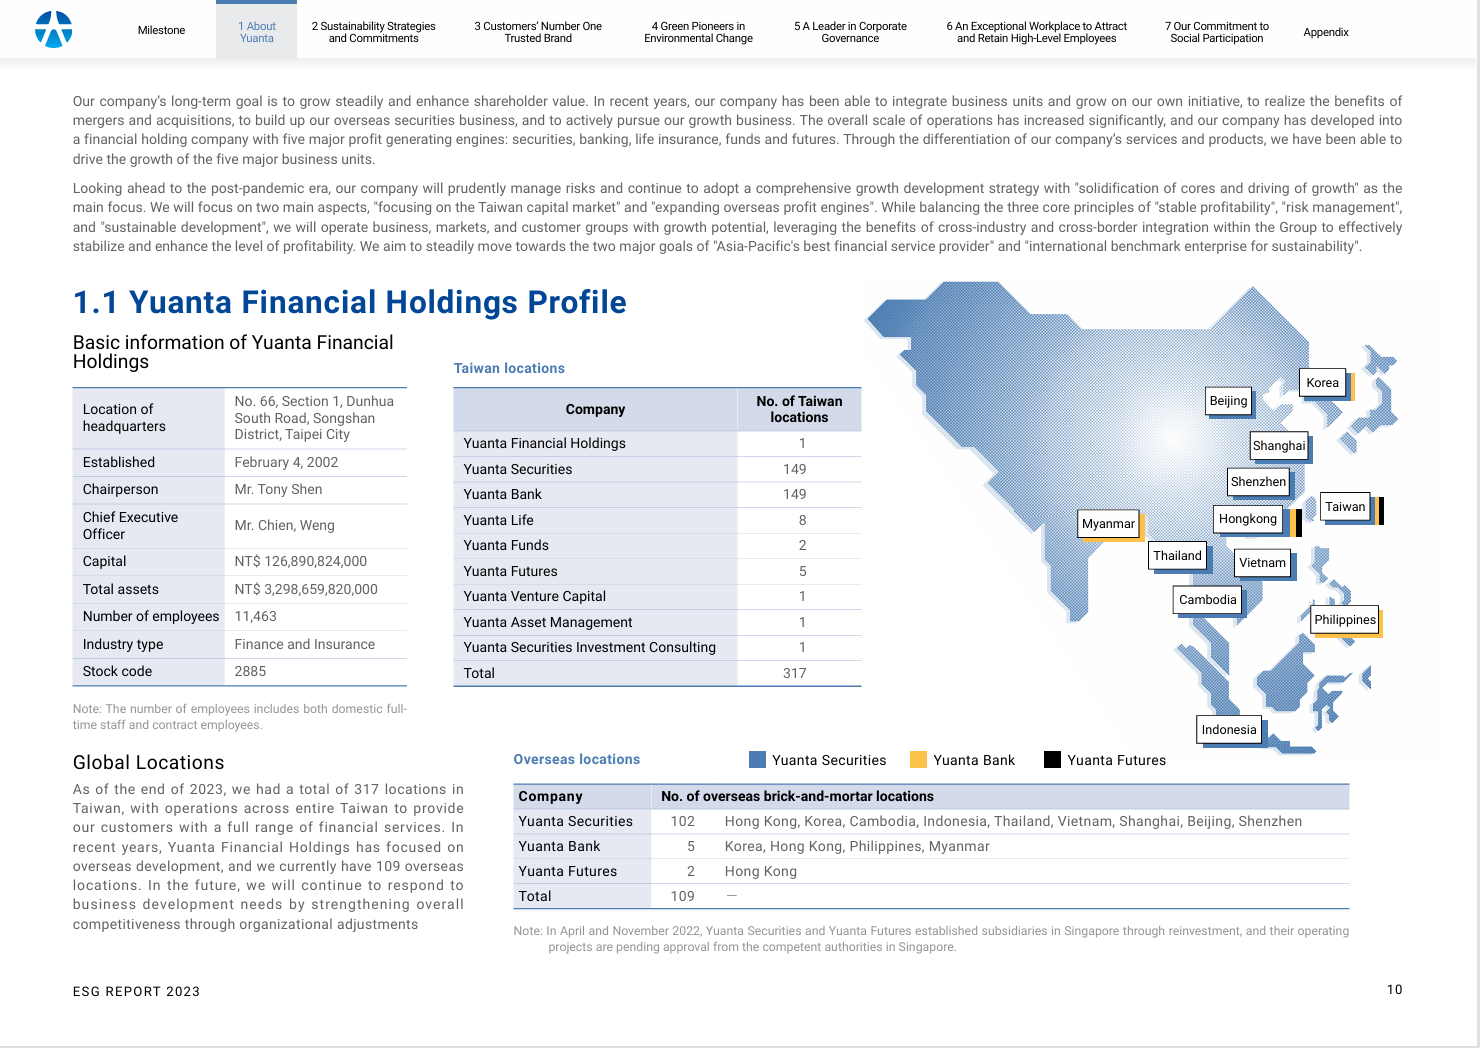 Milestone
1 About
Yuanta
2 Sustainability Strategies
and Commitments
3 Customers' Number One
Trusted Brand
4 Green Pioneers in
Environmental Change
5 A Leader in Corporate
Governance
6 An Exceptional Workplace to Attract
and Retain High-Level Employees
7 Our Commitment to
Social Participation
Appendix
Our company's long-term goal is to grow steadily and enhance shareholder value. In recent years, our company has been able to integrate business units and grow on our own initiative, to realize the benefits of
mergers and acquisitions, to build up our overseas securities business, and to actively pursue our growth business. The overall scale of operations has increased significantly, and our company has developed into
a financial holding company with five major profit generating engines: securities, banking, life insurance, funds and futures. Through the differentiation of our company's services and products, we have been able to
drive the growth of the five major business units.
Looking ahead to the post-pandemic era, our company will prudently manage risks and continue to adopt a comprehensive growth development strategy with "solidification of cores and driving of growth" as the
main focus. We will focus on two main aspects, "focusing on the Taiwan capital market" and "expanding overseas profit engines". While balancing the three core principles of "stable profitability", "risk management",
and "sustainable development", we will operate business, markets, and customer groups with growth potential, leveraging the benefits of cross-industry and cross-border integration within the Group to effectively
stabilize and enhance the level of profitability. We aim to steadily move towards the two major goals of "Asia-Pacific's best financial service provider" and "international benchmark enterprise for sustainability".
1.1 Yuanta Financial Holdings Profile
Basic information of Yuanta Financial
Holdings
Location of
headquarters
No. 66, Section 1, Dunhua
South Road, Songshan
District, Taipei City
Established February 4, 2002
Chairperson Mr. Tony Shen
Chief Executive
Officer
Mr. Chien, Weng
Capital NT$ 126,890,824,000
Total assets NT$ 3,298,659,820,000
Number of employees 11,463
Industry type Finance and Insurance
Stock code 2885
Note: The number of employees includes both domestic full-
time staff and contract employees.
Taiwan locations
Company
No. of Taiwan
locations
Yuanta Financial Holdings 1
Yuanta Securities 149
Yuanta Bank 149
Yuanta Life 8
Yuanta Funds 2
Yuanta Futures 5
Yuanta Venture Capital 1
Yuanta Asset Management 1
Yuanta Securities Investment Consulting 1
Total 317
Korea
Beijing
Shanghai
Shenzhen
Taiwan
Hongkong
Myanmar
Thailand
Vietnam
Cambodia
Philippines
Indonesia
Global Locations
As of the end of 2023, we had a total of 317 locations in
Taiwan, with operations across entire Taiwan to provide
our customers with a full range of financial services. In
recent years, Yuanta Financial Holdings has focused on
overseas development, and we currently have 109 overseas
locations. In the future, we will continue to respond to
business development needs by strengthening overall
competitiveness through organizational adjustments
Overseas locations
Yuanta Securities
Yuanta Bank
Yuanta Futures
Company No. of overseas brick-and-mortar locations
Yuanta Securities 102 Hong Kong, Korea, Cambodia, Indonesia, Thailand, Vietnam, Shanghai, Beijing, Shenzhen
Yuanta Bank 5 Korea, Hong Kong, Philippines, Myanmar
Yuanta Futures 2 Hong Kong
Total 109 —
Note: In April and November 2022, Yuanta Securities and Yuanta Futures established subsidiaries in Singapore through reinvestment, and their operating
projects are pending approval from the competent authorities in Singapore.
ESG REPORT 2023
10